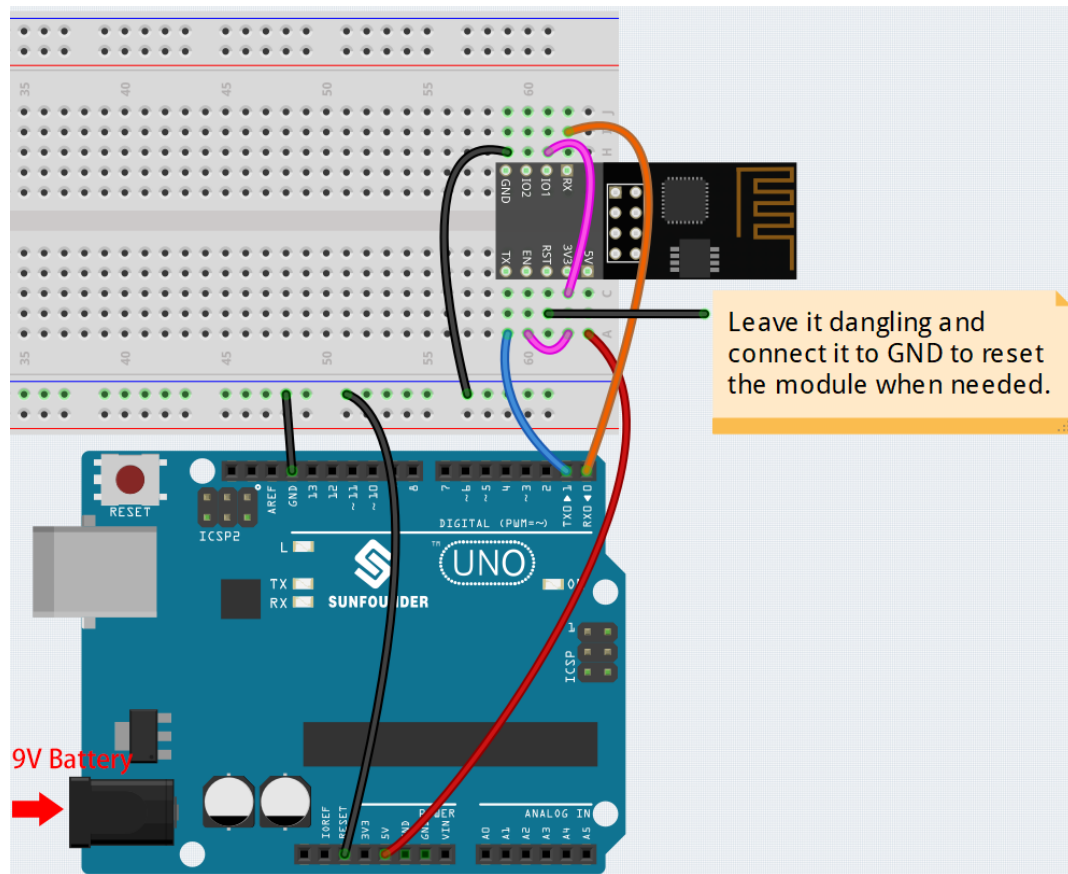 35 40 45 50 55 60
J
I
H
GND IO2 IO1 RX
TX EN RST 3V3 5V
C
A
35 40 45 50 55 60
Leave it dangling and
connect it to GND to reset
the module when needed.
RESET
ICSP2
AREF GND 13 12 ~11 ~10 8 7 ~6 ~5 4 ~3 2 TX0▶1 RX0◀0
DIGITAL (PWM=~)
L
TX
RX
SUNFOUNDER
™
UNO
1
ICSP
9V Battery
IOREF RESET 3V3 5V GND GND VIN
POWER
ANALOG IN
A0 A1 A2 A3 A4 A5